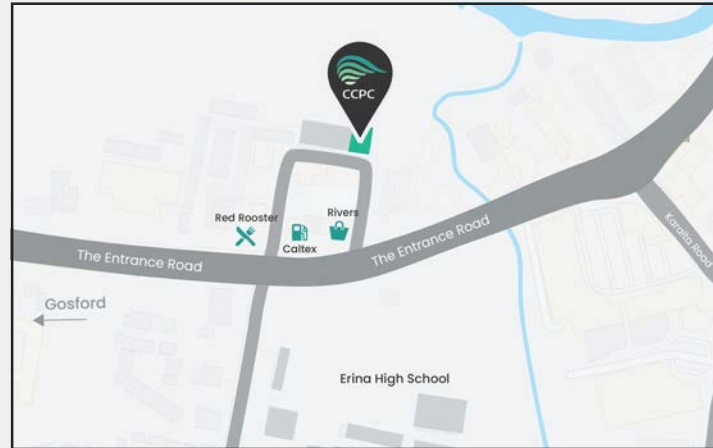 CCPC
Red Rooster
Rivers
Caltex
The Entrance Road
The Entrance Road
Karalta Road
Gosford
Erina High School